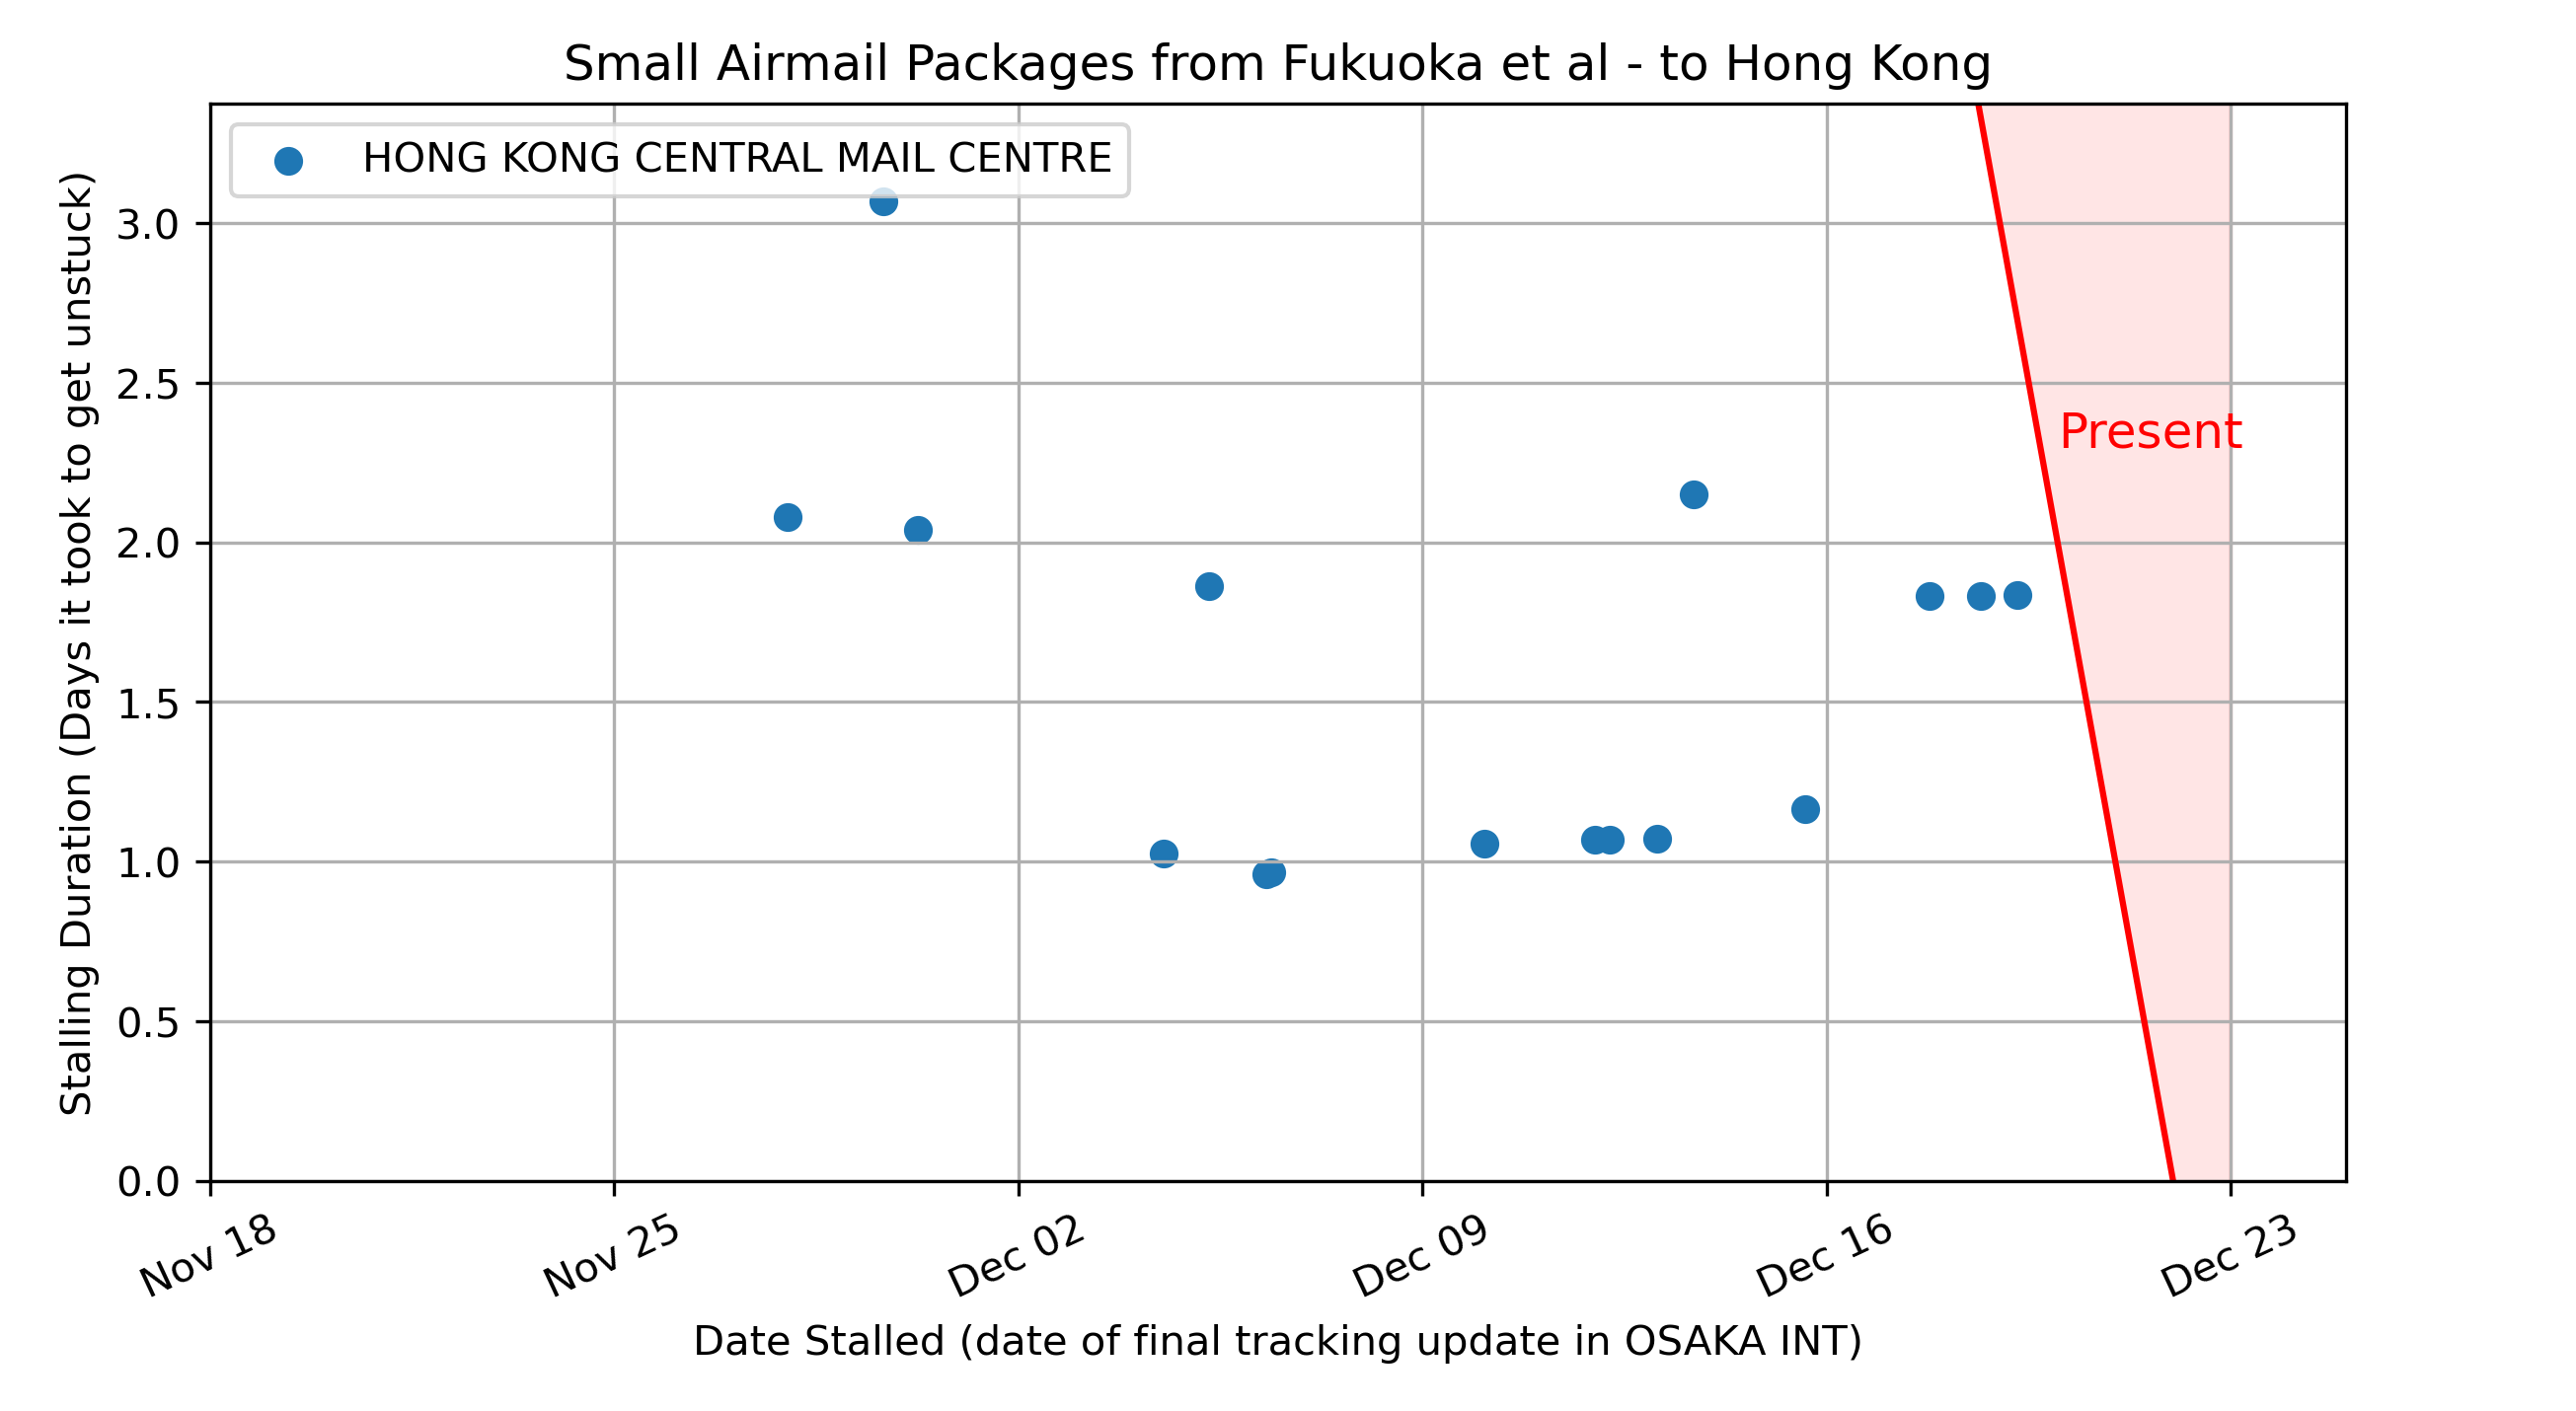 Small Airmail Packages from Fukuoka et al - to Hong Kong
HONG KONG CENTRAL MAIL CENTRE
Stalling Duration (Days it took to get unstuck)
3.0
2.5
2.0
1.5
1.0
0.5
0.0
Present
Nov 18
Nov 25
Dec 02
Dec 09
Dec 16
Dec 23
Date Stalled (date of final tracking update in OSAKA INT)